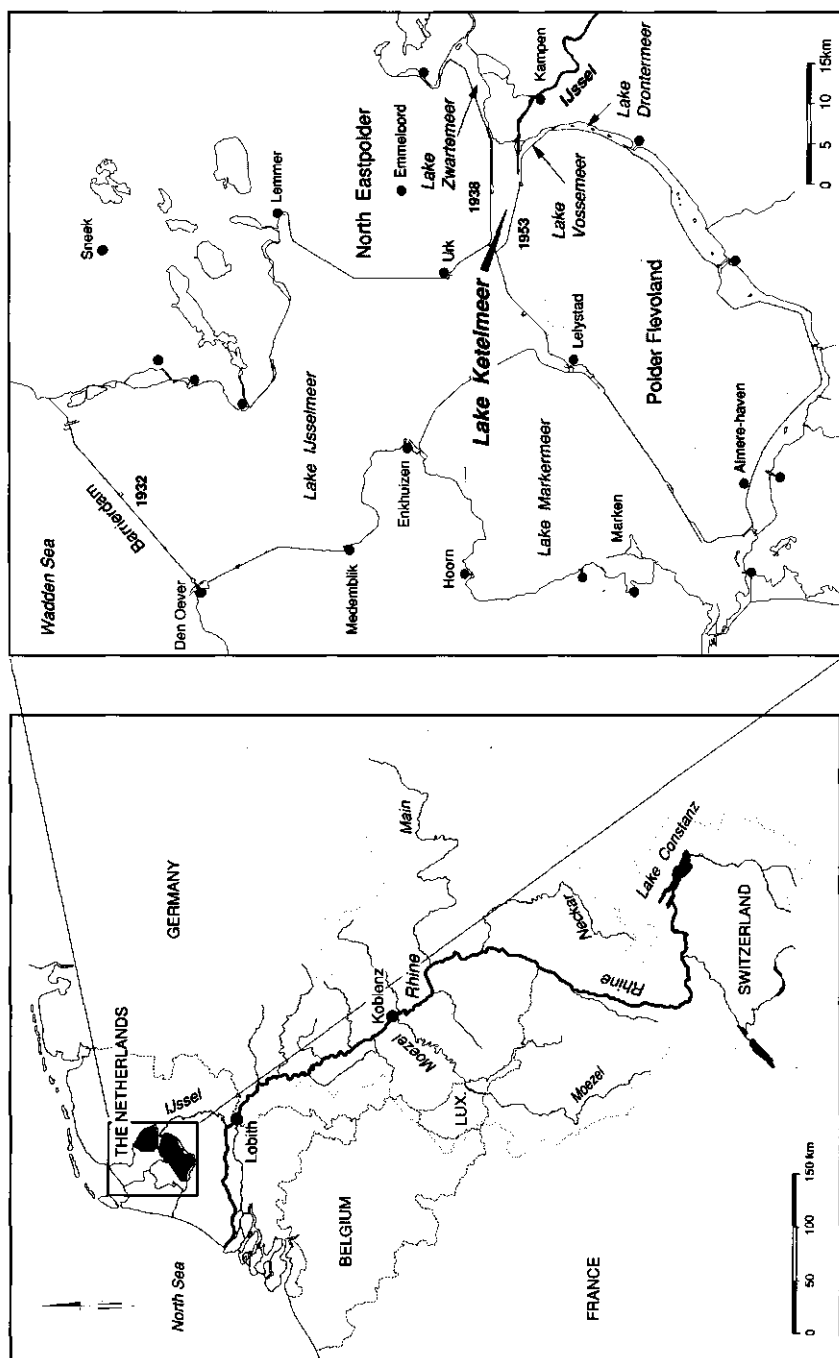 North Sea
THE NETHERLANDS
GERMANY
IJssel
Lobith
BELGIUM
Koblenz
Rhine
Main
Moezel
LUX.
Moezel
Neckar
Rhine
Lake Constanz
SWITZERLAND
FRANCE
0 50 100 150 km
Wadden Sea
Barrierdam
1932
Den Oever
Sneek
Lemmer
Lake IJsselmeer
Medemblik
Enkhuizen
Hoorn
North Eastpolder
Emmeloord
Urk
Lake
Zwartemeer
1938
Kampen
IJssel
Lake Ketelmeer
1953
Lake
Vossemeer
Lake
Drontermeer
Lelystad
Lake Markermeer
Marken
Polder Flevoland
Almere-haven
0 5 10 15km